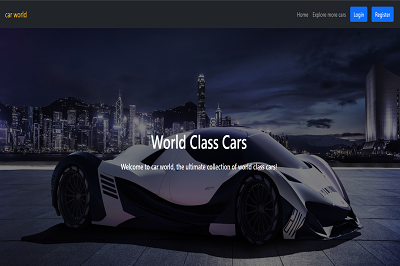 car world
Home Explore more cars Login Register
World Class Cars
Welcome to car world, the ultimate collection of world class cars!